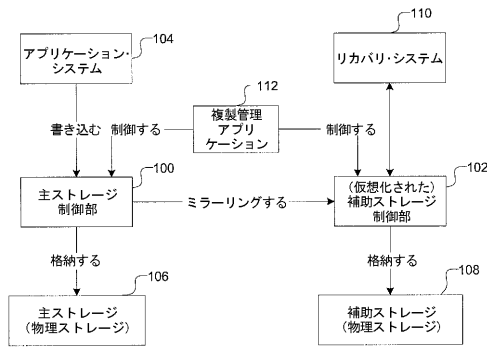 104
アプリケーション・
システム
110
リカバリ・システム
112
複製管理
アプリ
ケーション
書き込む
制御する
制御する
100
主ストレージ
制御部
ミラーリングする
102
(仮想化された)
補助ストレージ
制御部
格納する
格納する
106
主ストレージ
(物理ストレージ)
108
補助ストレージ
(物理ストレージ)